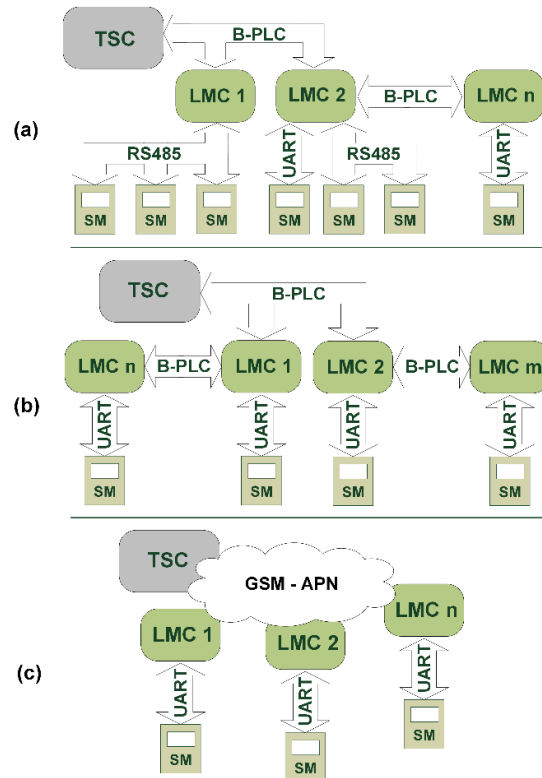 TSC
B-PLC
LMC 1
LMC 2
B-PLC
LMC n
(a)
RS485
UART
RS485
UART
SM
SM
SM
SM
SM
SM
SM
TSC
B-PLC
LMC n
B-PLC
LMC 1
LMC 2
B-PLC
LMC m
(b)
UART
UART
UART
UART
SM
SM
SM
SM
TSC
GSM - APN
LMC 1
LMC 2
LMC n
(c)
UART
UART
UART
SM
SM
SM